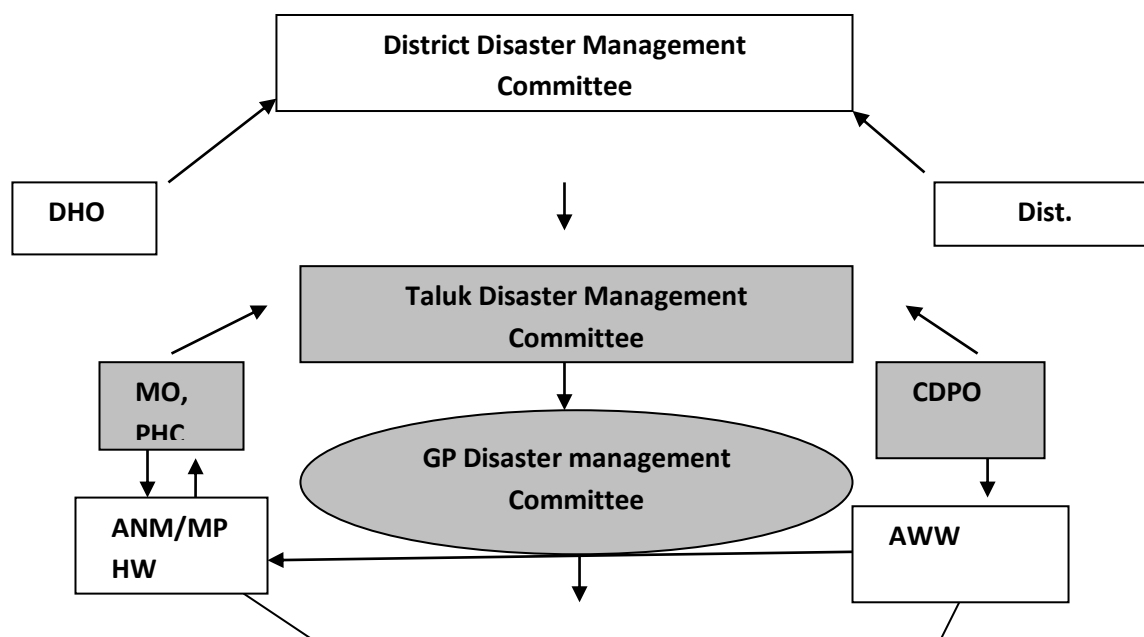 District Disaster Management
Committee
DHO
Dist.
Taluk Disaster Management
Committee
MO,
PHC
CDPO
GP Disaster management
Committee
ANM/MP
HW
AWW